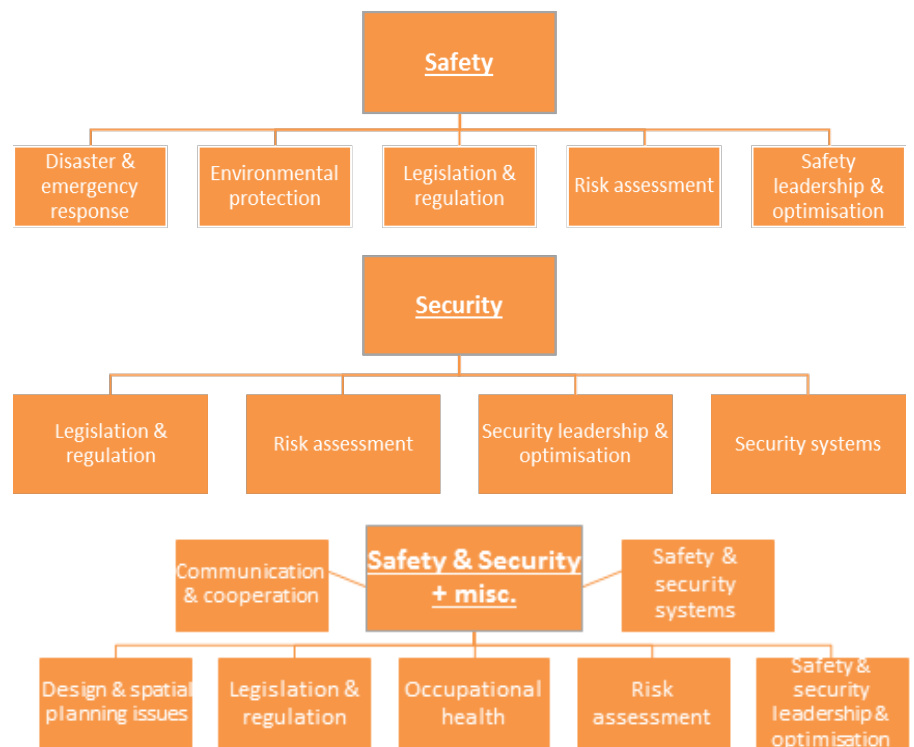 Safety
Disaster &
emergency
response
Environmental
protection
Legislation &
regulation
Risk assessment
Safety
leadership &
optimisation
Security
Legislation &
regulation
Risk assessment
Security leadership &
optimisation
Security systems
Communication
& cooperation
Safety & Security
+ misc.
Safety &
security
systems
Design & spatial
planning issues
Legislation &
regulation
Occupational
health
Risk
assessment
Safety &
security
leadership &
optimisation